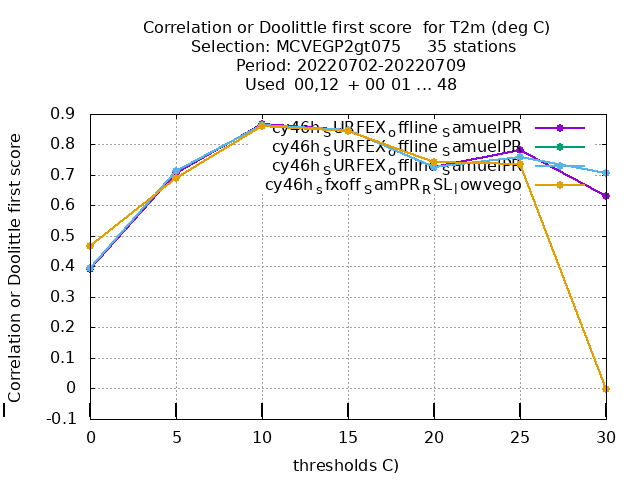 Correlation or Doolittle first score  for T2m (deg C)
Selection: MCVEGP2gt075     35 stations
Period: 20220702-20220709
Used  00,12  + 00 01 ... 48
Correlation or Doolittle first score
0.9
0.8
0.7
0.6
0.5
0.4
0.3
0.2
0.1
0
-0.1
cy46h_SURFEX_offline_SamuelPR
cy46h_SURFEX_offline_SamuelPR
cy46h_SURFEX_offline_SamuelPR
cy46h_sfxoff_SamPR_RSL_lowvego
0 5 10 15 20 25 30
thresholds C)